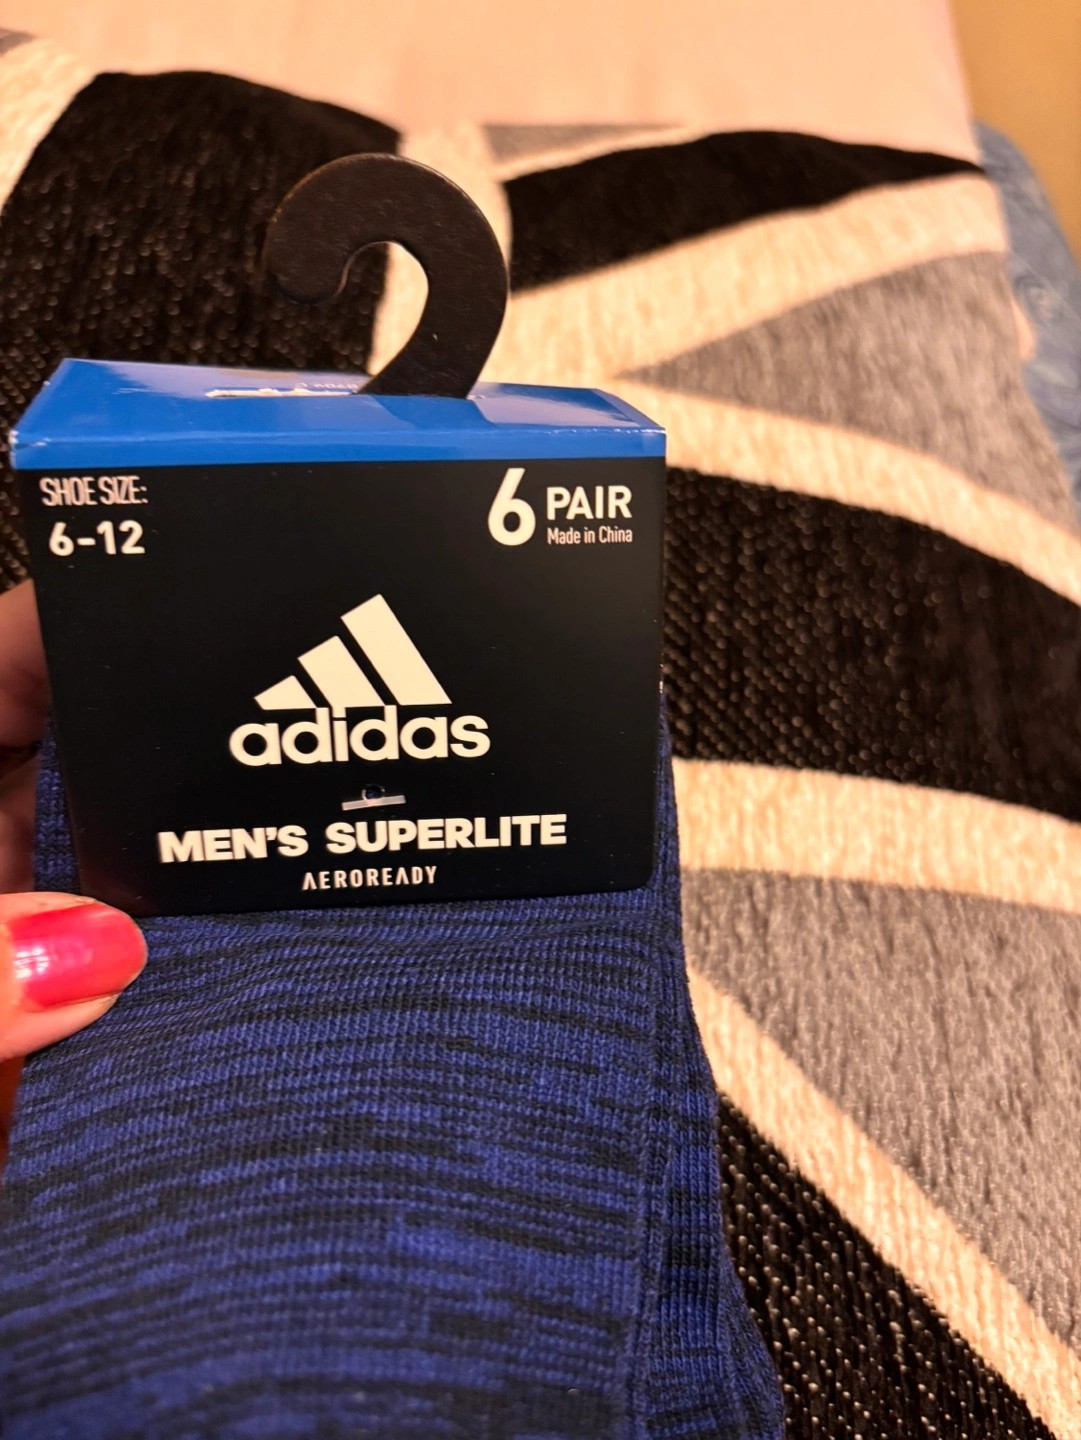 SHOE SIZE:
6-12
6 PAIR
Made in China
adidas
MEN'S SUPERLITE
AEROREADY